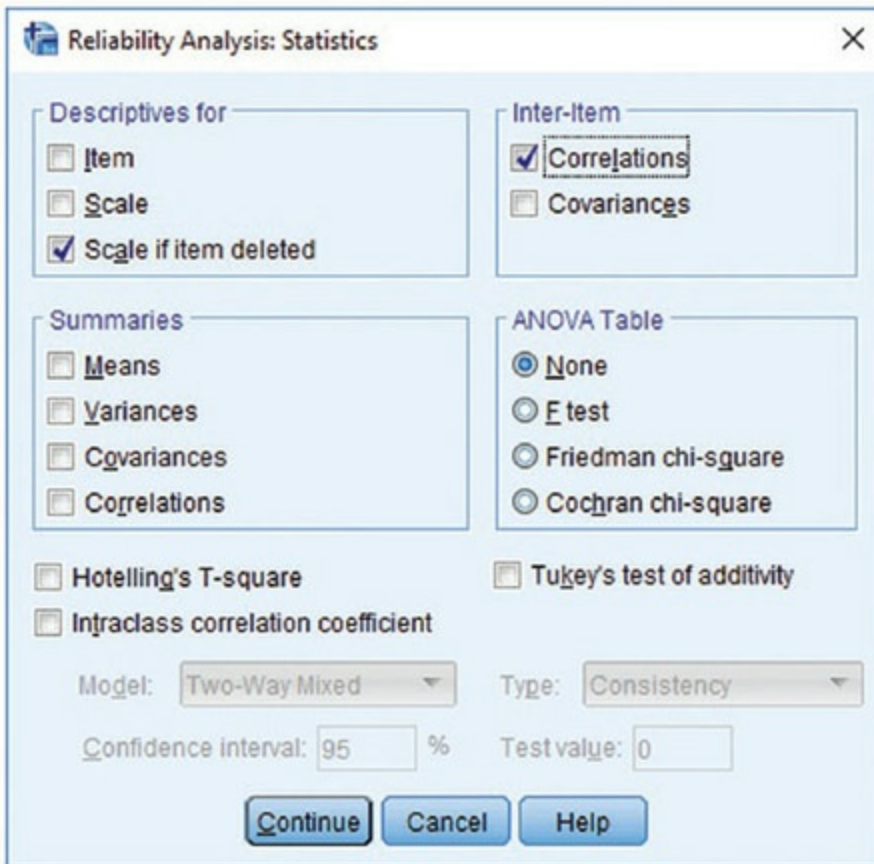 Reliability Analysis: Statistics
Descriptives for
Item
Scale
Scale if item deleted
Inter-Item
Correlations
Covariances
Summaries
Means
Variances
Covariances
Correlations
ANOVA Table
None
F test
Friedman chi-square
Cochran chi-square
Hotelling's T-square
Tukey's test of additivity
Intraclass correlation coefficient
Model: Two-Way Mixed Type: Consistency
Confidence interval: 95 % Test value: 0
Continue Cancel Help